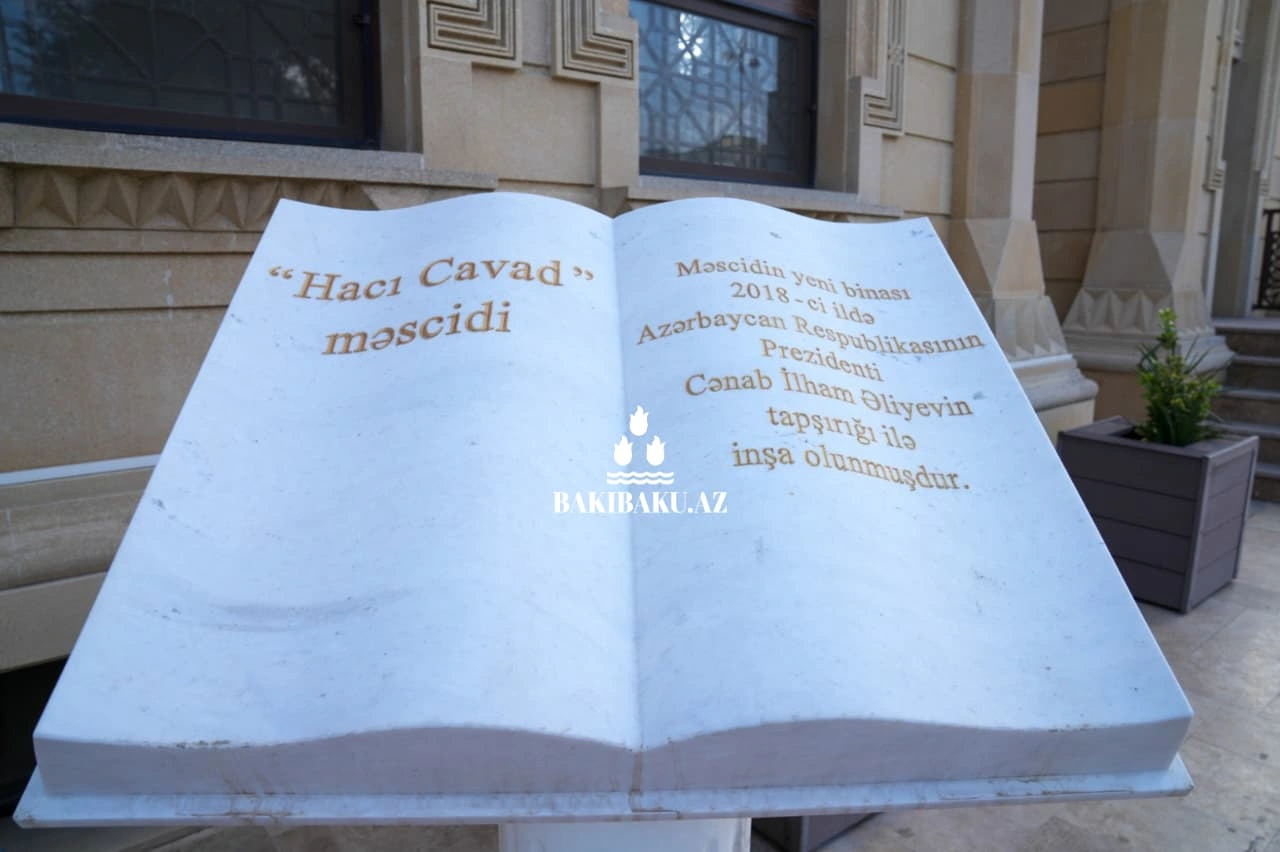 “Hacı Cavad”
məscidi
Məscidin yeni binası
2018-ci ildə
Azərbaycan Respublikasının
Prezidenti
Cənab İlham Əliyevin
tapşırığı ilə
inşa olunmuşdur.
BAKIBAKU.AZ